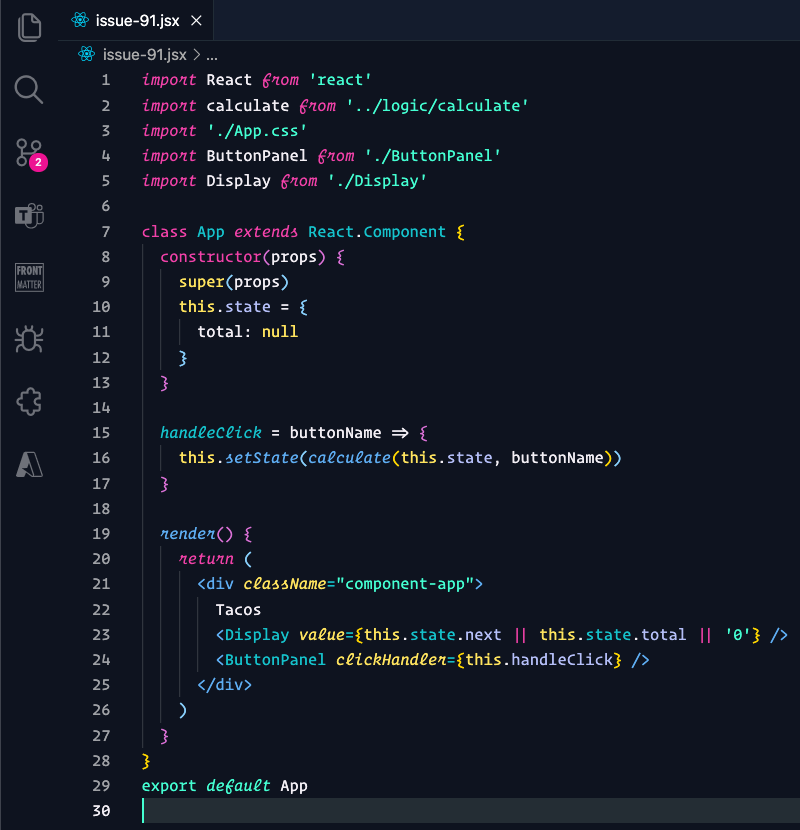 issue-91.jsx ×
issue-91.jsx > ...
1 import React from 'react'
2 import calculate from '../logic/calculate'
3 import './App.css'
4 import ButtonPanel from './ButtonPanel'
5 import Display from './Display'
6
7 class App extends React.Component {
8 constructor(props) {
9 super(props)
10 this.state = {
11 total: null
12 }
13 }
14
15 handleClick = buttonName => {
16 this.setState(calculate(this.state, buttonName))
17 }
18
19 render() {
20 return (
21 <div className="component-app">
22 Tacos
23 <Display value={this.state.next || this.state.total || '0'} />
24 <ButtonPanel clickHandler={this.handleClick} />
25 </div>
26 )
27 }
28 }
29 export default App
30
2
T
FRONT
MATTER